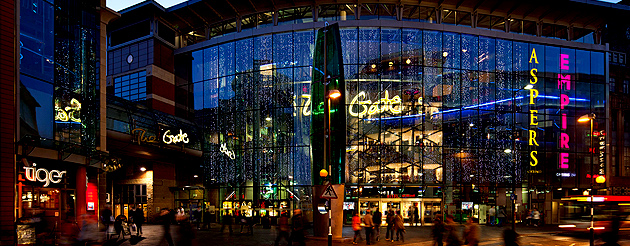 The Gate
The Gate
tiger
ASPERS
EMPIRE